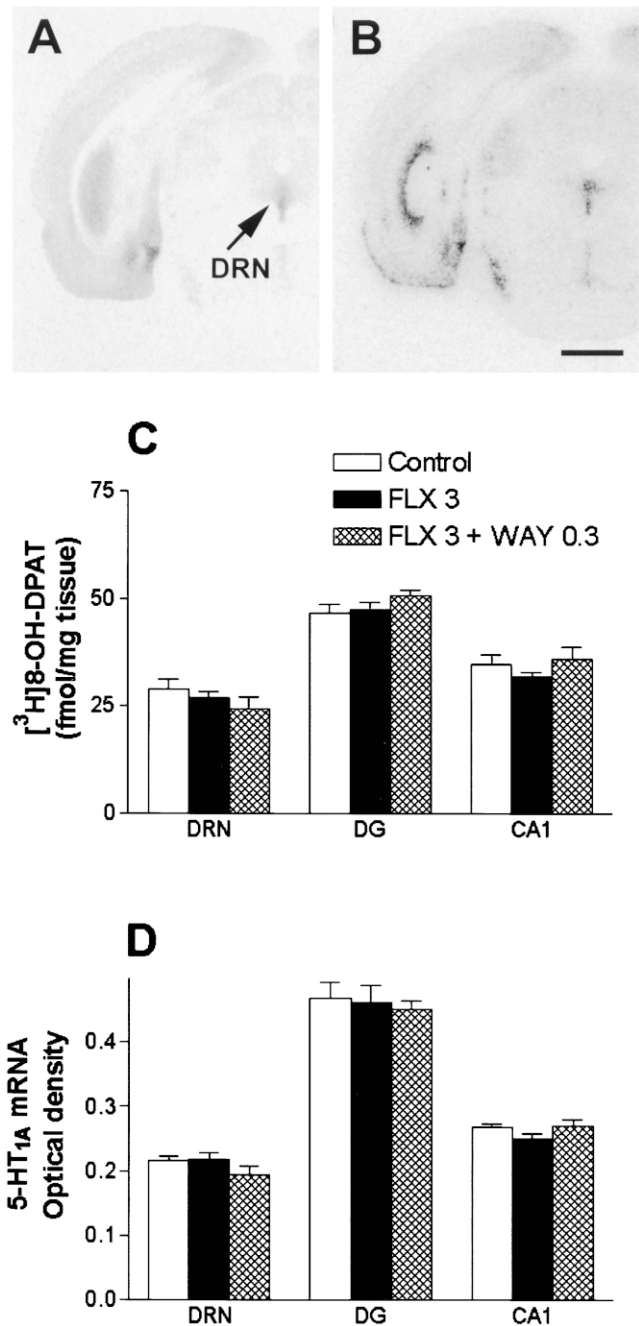 A
B
DRN
C
Control
FLX 3
FLX 3 + WAY 0.3
[³H]8-OH-DPAT
(fmol/mg tissue)
75
50
25
0
DRN DG CA1
D
5-HT₁A mRNA
Optical density
0.4
0.3
0.2
0.1
0.0
DRN DG CA1